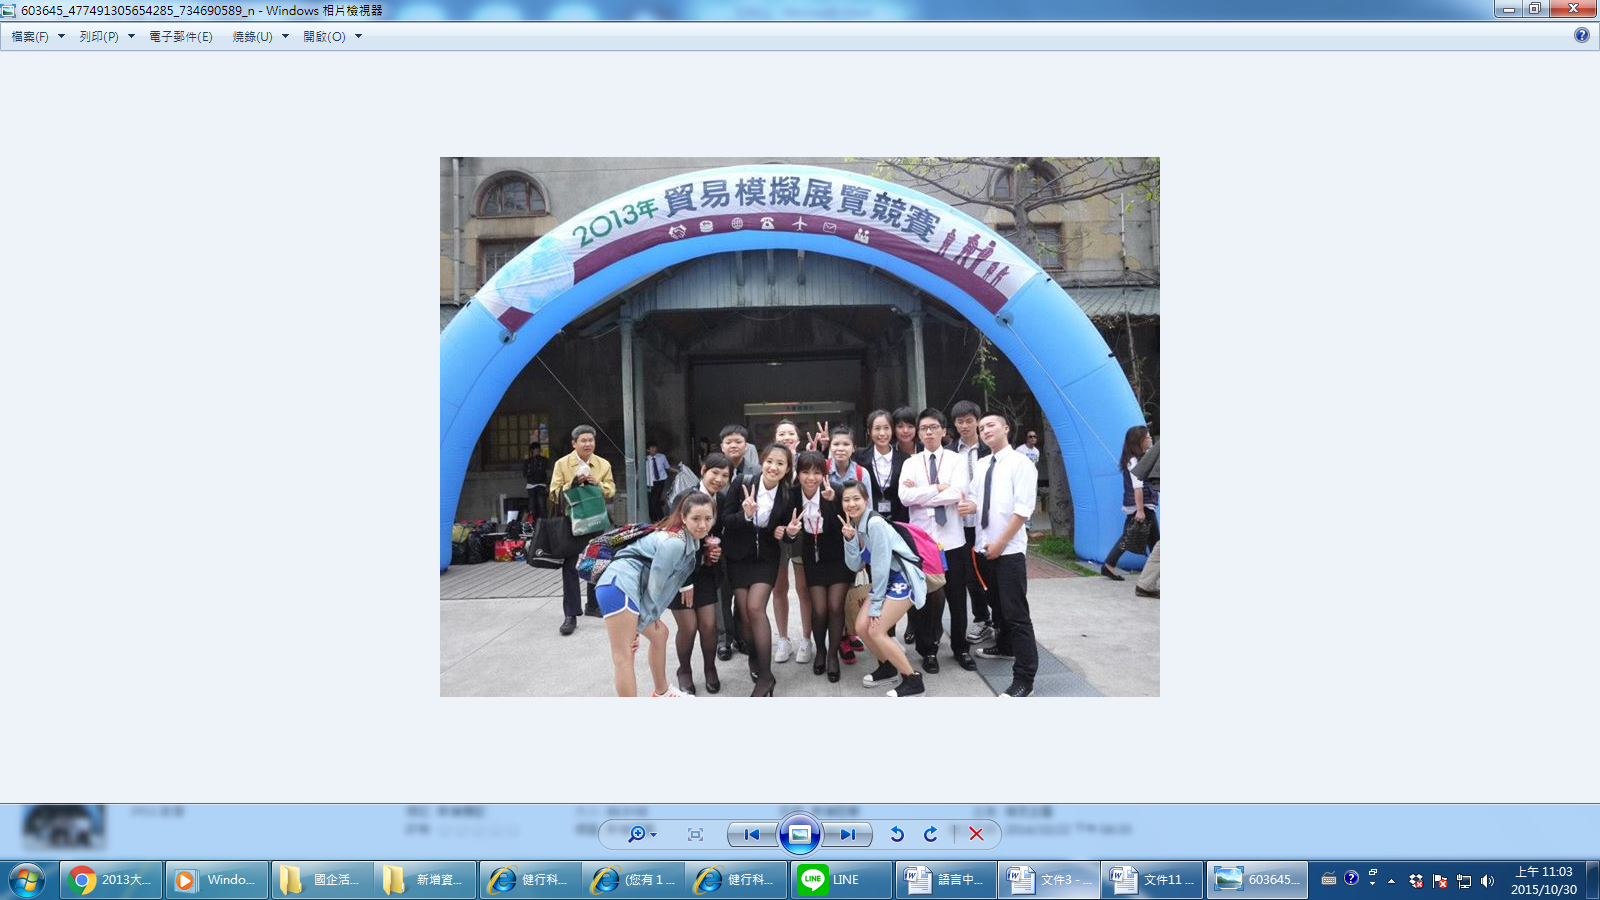 603645_477491305654285_734690589_n - Windows 相片檢視器
檔案(F) 列印(P) 電子郵件(E) 燒錄(U) 開啟(O)
2013年 貿易模擬展覽競賽
2013大...
Windo...
國企活...
新增資...
健行科...
(您有 1 ...
健行科...
LINE
LINE
語言中...
文件3 - ...
文件11 ...
603645...
上午 11:03
2015/10/30